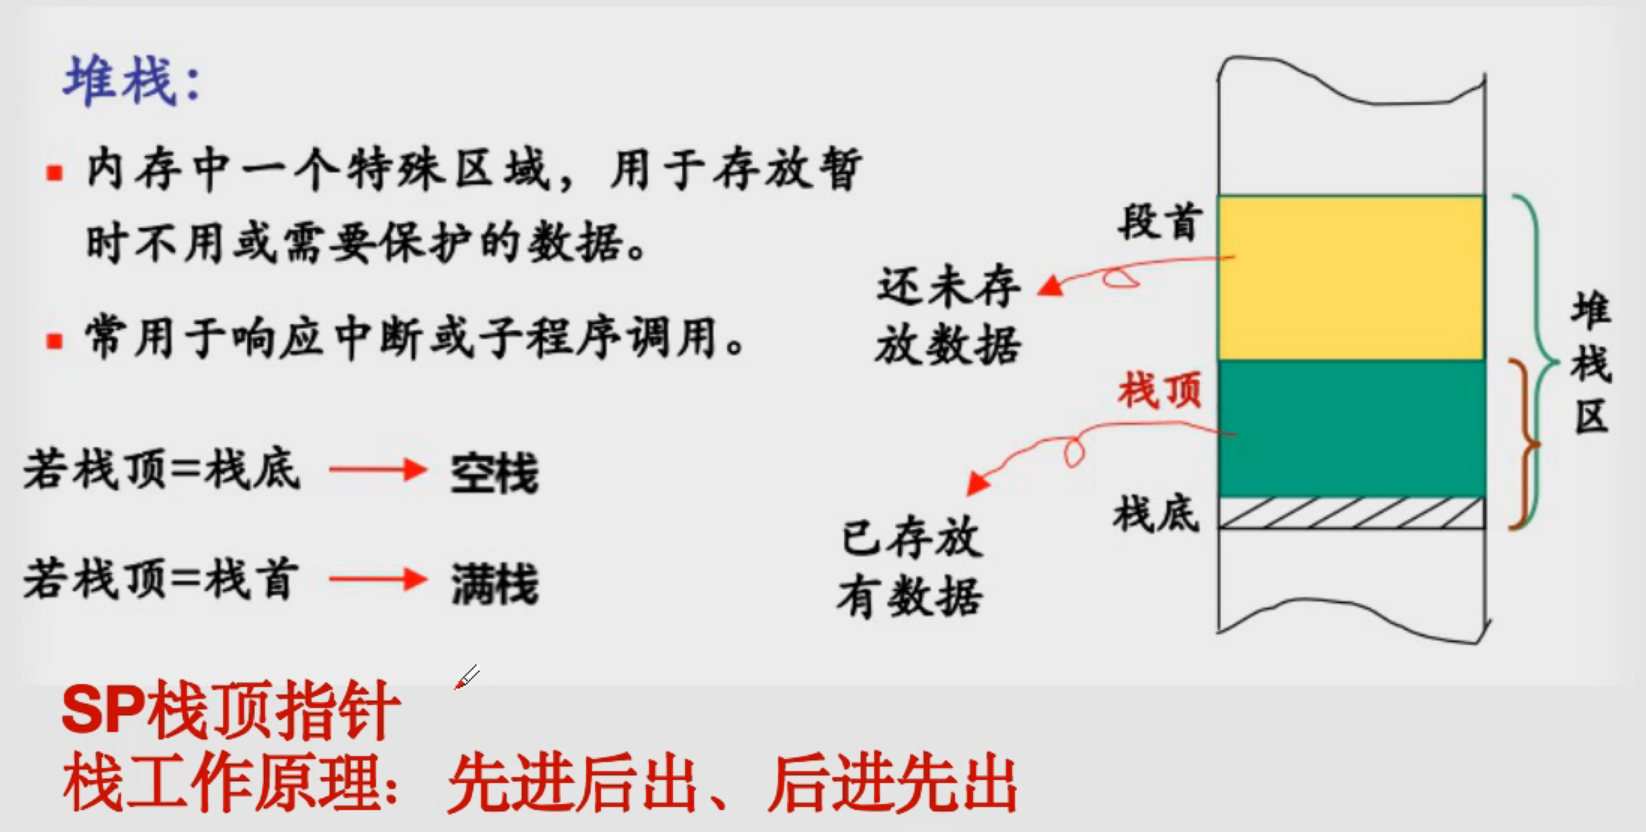 堆栈：
内存中一个特殊区域，用于存放暂
时不用或需要保护的数据。
常用于响应中断或子程序调用。
若栈顶=栈底
空栈
若栈顶=栈首
满栈
段首
还未存
放数据
栈顶
栈底
已存放
有数据
堆
栈
区
SP栈顶指针
栈工作原理：先进后出、后进先出